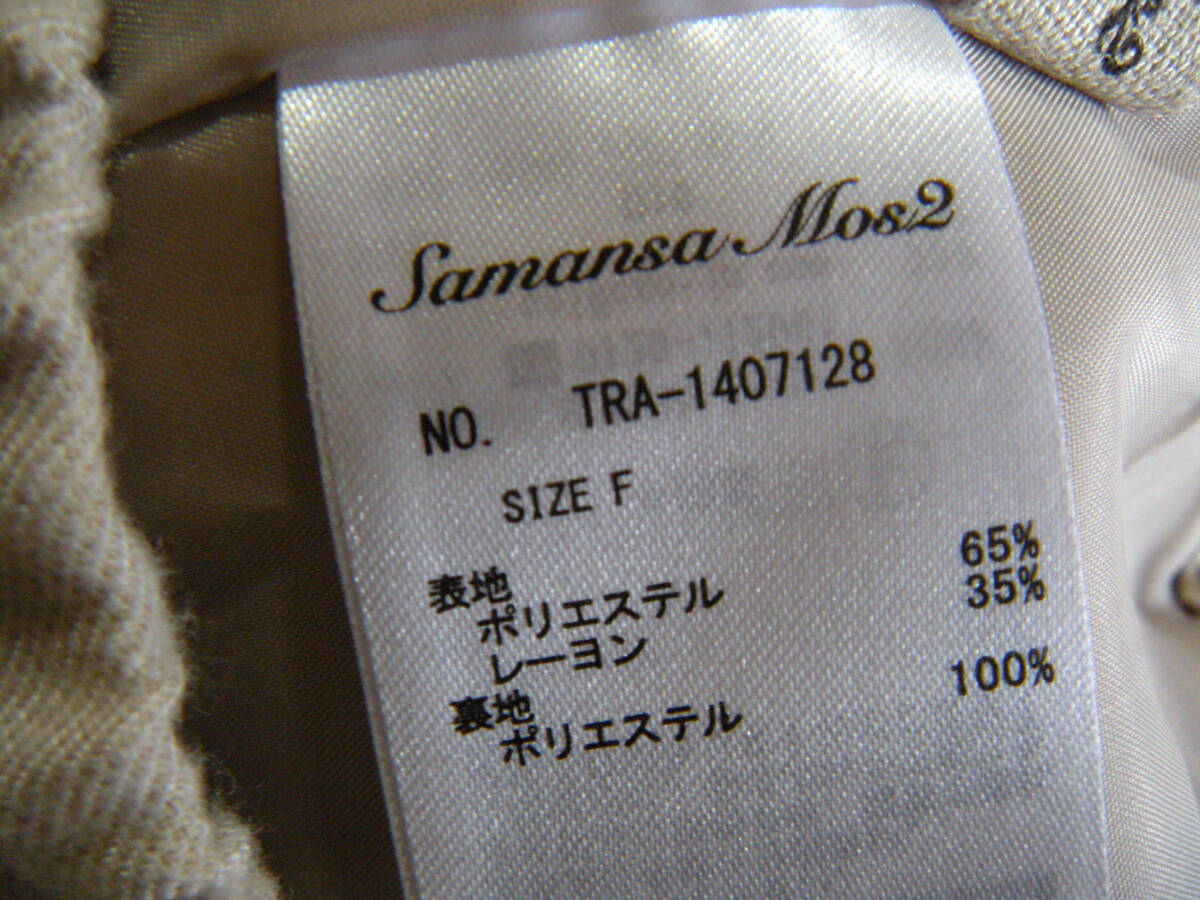 Samansa Mos2
NO. TRA-1407128
SIZE F
表地
ポリエステル 65%
レーヨン 35%
裏地
ポリエステル 100%